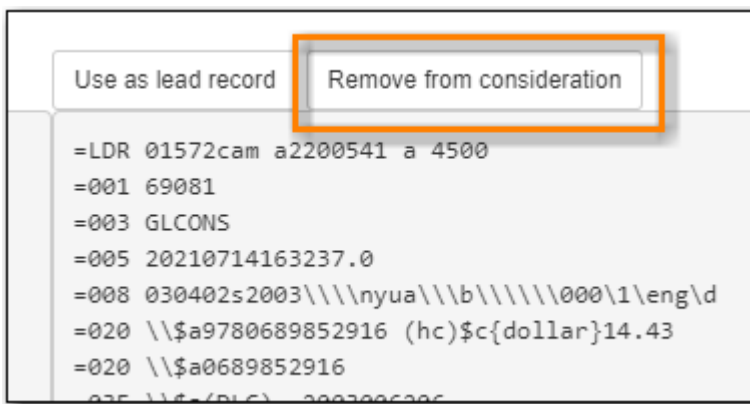 Use as lead record Remove from consideration
=LDR 01572cam a2200541 a 4500
=001 69081
=003 GLCONS
=005 20210714163237.0
=008 030402s2003\\\\nyua\\\b\\\\\\000\1\eng\d
=020 \\$a9780689852916 (hc)$c{dollar}14.43
=020 \\$a0689852916